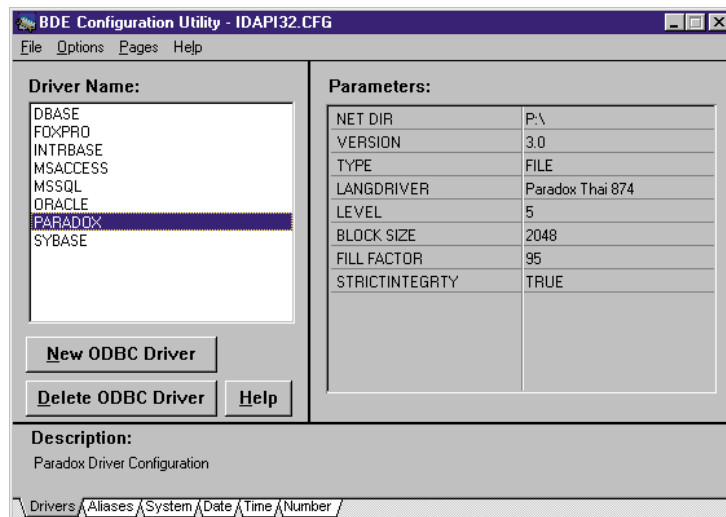 BDE Configuration Utility - IDAPI32.CFG
File Options Pages Help
Driver Name:
DBASE
FOXPRO
INTRBASE
MSACCESS
MSSQL
ORACLE
PARADOX
SYBASE
New ODBC Driver
Delete ODBC Driver Help
Parameters:
NET DIR P:\
VERSION 3.0
TYPE FILE
LANGDRIVER Paradox Thai 874
LEVEL 5
BLOCK SIZE 2048
FILL FACTOR 95
STRICTINTEGRTY TRUE
Description:
Paradox Driver Configuration
Drivers Aliases System Date Time Number